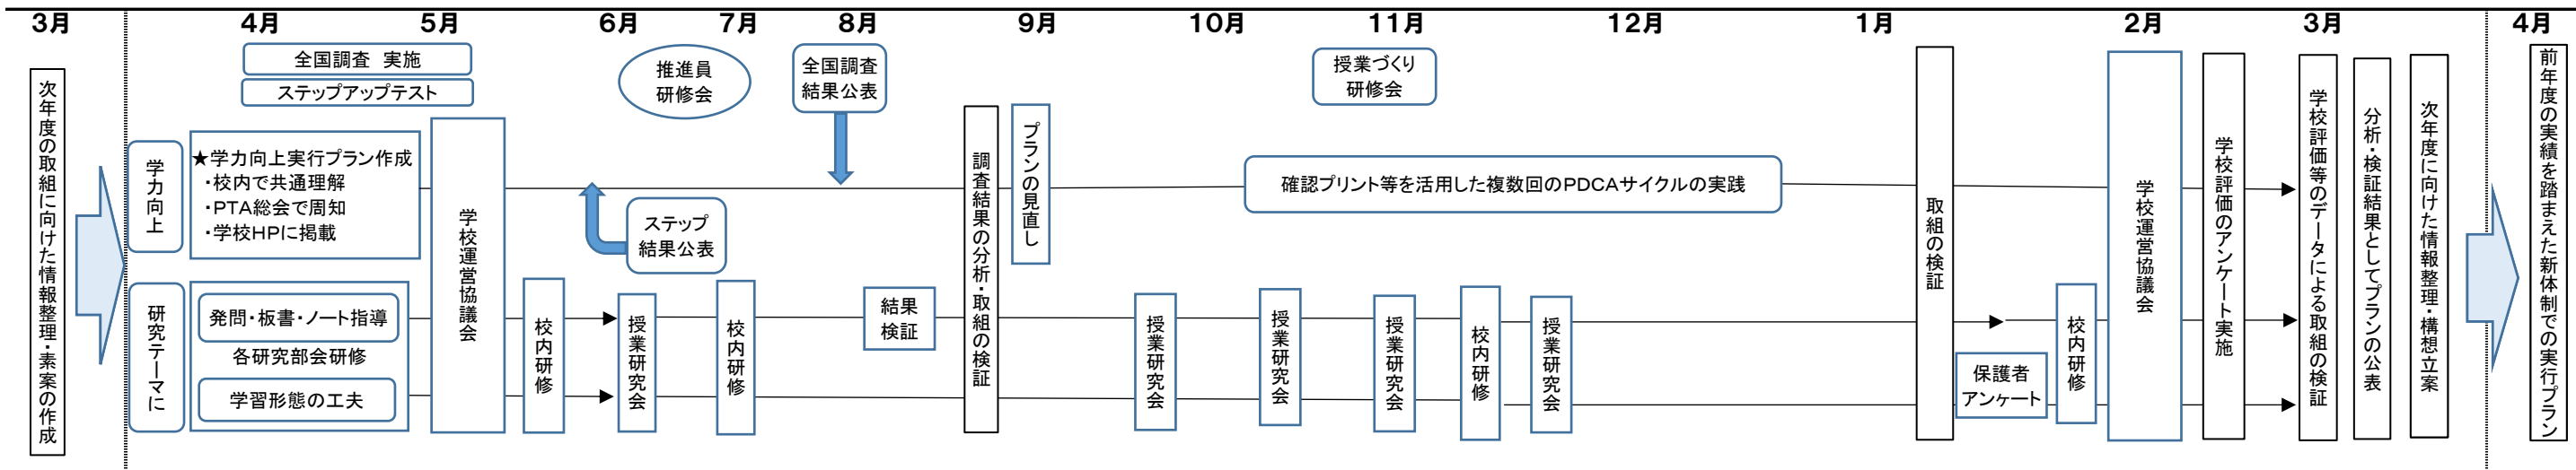 3月
4月
5月
6月
7月
8月
9月
10月
11月
12月
1月
2月
3月
4月
次年度の取組に向けた情報整理・素案の作成
全国調査 実施
ステップアップテスト
学力向上
★学力向上実行プラン作成
・校内で共通理解
・PTA総会で周知
・学校HPに掲載
研究テーマに
発問・板書・ノート指導
各研究部会研修
学習形態の工夫
学校運営協議会
校内研修
推進員
研修会
ステップ
結果公表
授業研究会
校内研修
全国調査
結果公表
結果
検証
調査結果の分析・取組の検証
プランの見直し
授業研究会
授業づくり
研修会
確認プリント等を活用した複数回のPDCAサイクルの実践
授業研究会
授業研究会
校内研修
授業研究会
取組の検証
保護者
アンケート
校内研修
学校運営協議会
学校評価のアンケート実施
学校評価等のデータによる取組の検証
分析・検証結果としてプランの公表
次年度に向けた情報整理・構想立案
前年度の実績を踏まえた新体制での実行プラン